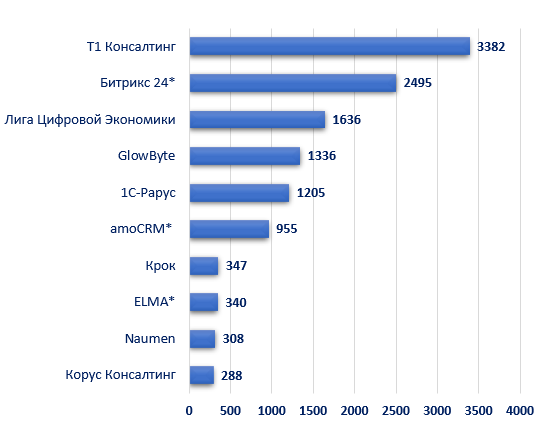 Т1 Консалтинг 3382
Битрикс 24* 2495
Лига Цифровой Экономики 1636
GlowByte 1336
1С-Рарус 1205
amoCRM* 955
Крок 347
ELMA* 340
Naumen 308
Корус Консалтинг 288
0 500 1000 1500 2000 2500 3000 3500 4000